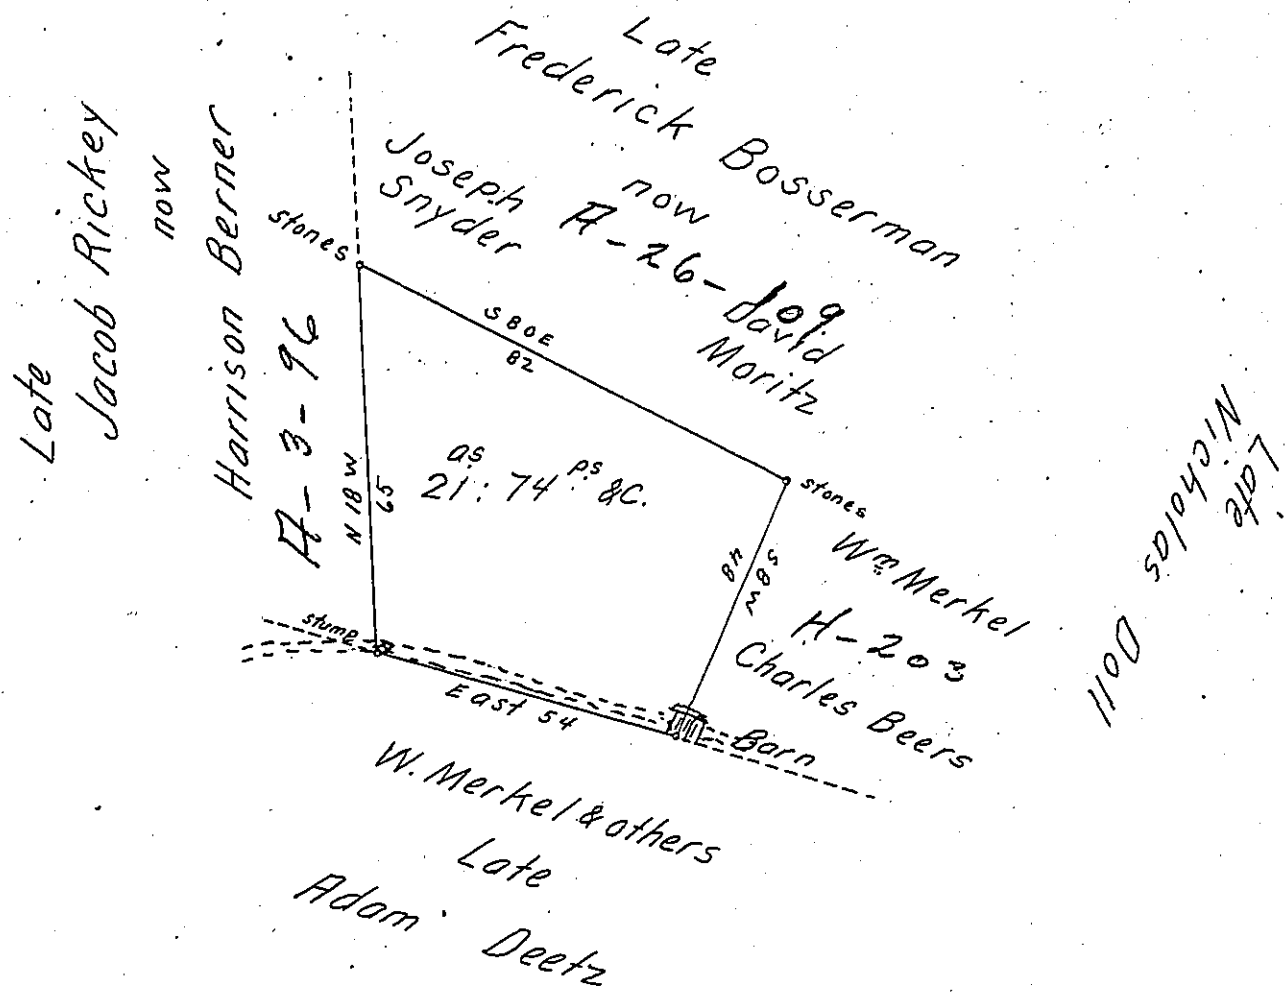 Late
Frederick Bosserman
now
Joseph
Snyder
A-26-109
David
Moritz
Late
Jacob Rickey
now
Harrison Berner
A-3-96
stones
S 80 E
82
N 18 W
65
as ps
21 : 74 &C.
stones
S 8 W
48
Wm Merkel
H-203
Charles Beers
Late
Nicholas Doll
stump
East 54
Barn
W. Merkel & others
Late
Adam Deetz